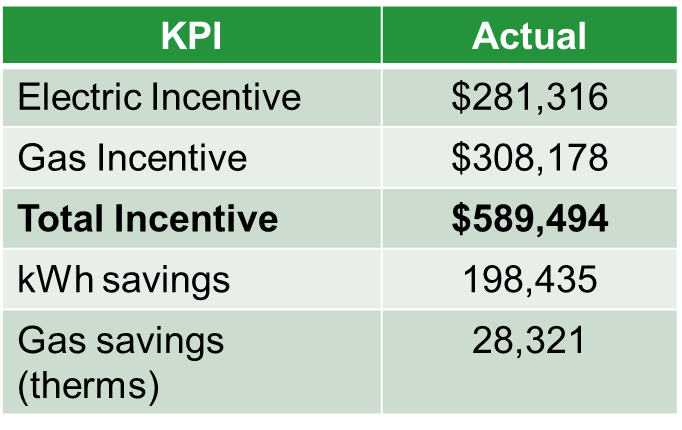 KPI Actual
Electric Incentive $281,316
Gas Incentive $308,178
Total Incentive $589,494
kWh savings 198,435
Gas savings 28,321
(therms)